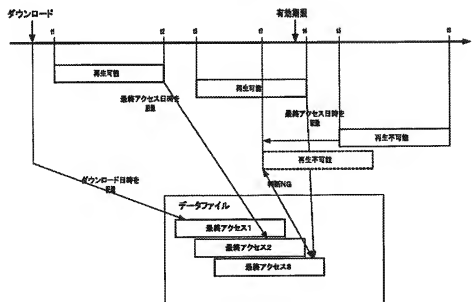 ダウンロード
有効期限
t1
t2
t3
t7
t6
t5
t3
再生可能
再生可能
最終アクセス日時を
記録
最終アクセス日時を
記録
再生不可能
再生不可能
ダウンロード日時を
記録
判断NG
データファイル
最終アクセス1
最終アクセス2
最終アクセス3